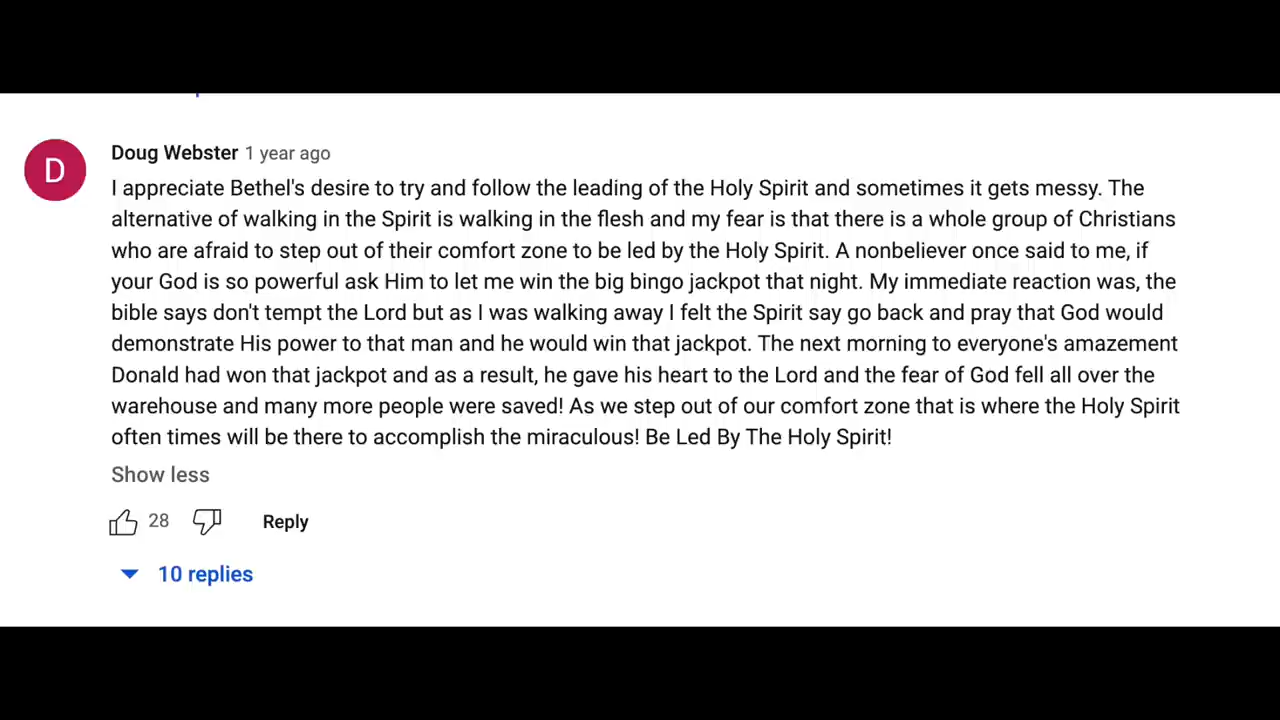 D
Doug Webster 1 year ago
I appreciate Bethel's desire to try and follow the leading of the Holy Spirit and sometimes it gets messy. The
alternative of walking in the Spirit is walking in the flesh and my fear is that there is a whole group of Christians
who are afraid to step out of their comfort zone to be led by the Holy Spirit. A nonbeliever once said to me, if
your God is so powerful ask Him to let me win the big bingo jackpot that night. My immediate reaction was, the
bible says don't tempt the Lord but as I was walking away I felt the Spirit say go back and pray that God would
demonstrate His power to that man and he would win that jackpot. The next morning to everyone's amazement
Donald had won that jackpot and as a result, he gave his heart to the Lord and the fear of God fell all over the
warehouse and many more people were saved! As we step out of our comfort zone that is where the Holy Spirit
often times will be there to accomplish the miraculous! Be Led By The Holy Spirit!
Show less
28 Reply
10 replies